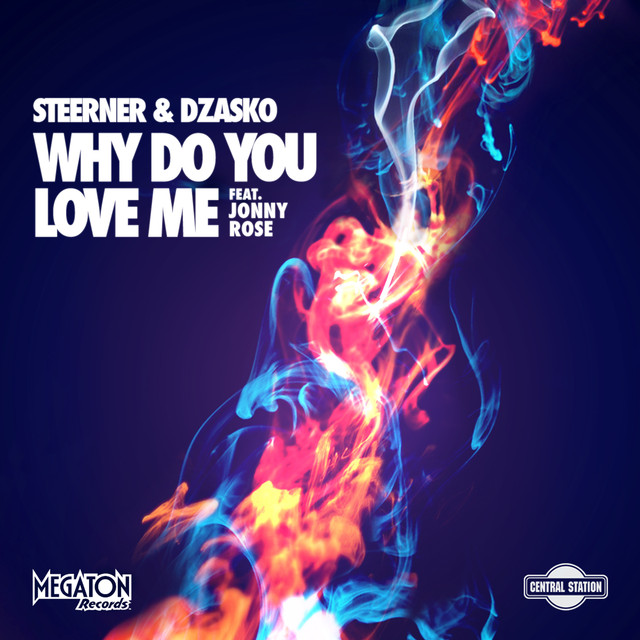 STEERNER & DZASKO
WHY DO YOU
LOVE ME FEAT. JONNY ROSE
MEGATON
Records
CENTRAL STATION